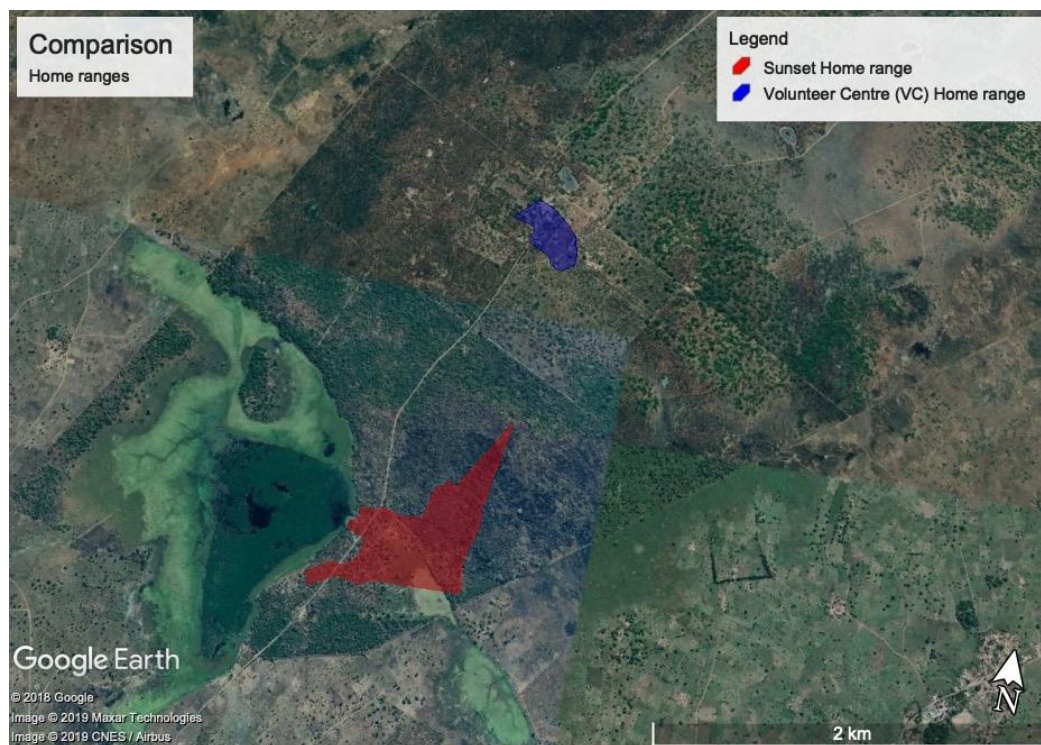 Comparison
Home ranges
Legend
Sunset Home range
Volunteer Centre (VC) Home range
Google Earth
© 2018 Google
Image © 2019 Maxar Technologies
Image © 2019 CNES / Airbus
N
2 km